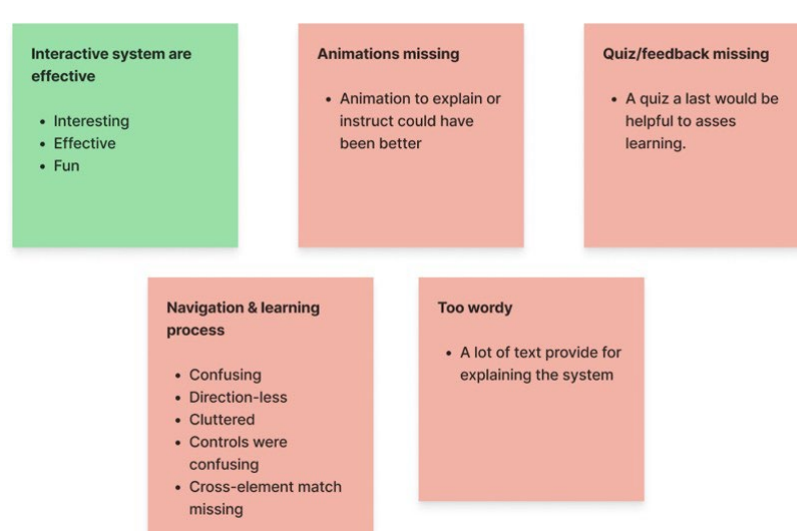 Interactive system are
effective
• Interesting
• Effective
• Fun
Animations missing
• Animation to explain or
instruct could have
been better
Quiz/feedback missing
• A quiz a last would be
helpful to asses
learning.
Navigation & learning
process
• Confusing
• Direction-less
• Cluttered
• Controls were
confusing
• Cross-element match
missing
Too wordy
• A lot of text provide for
explaining the system